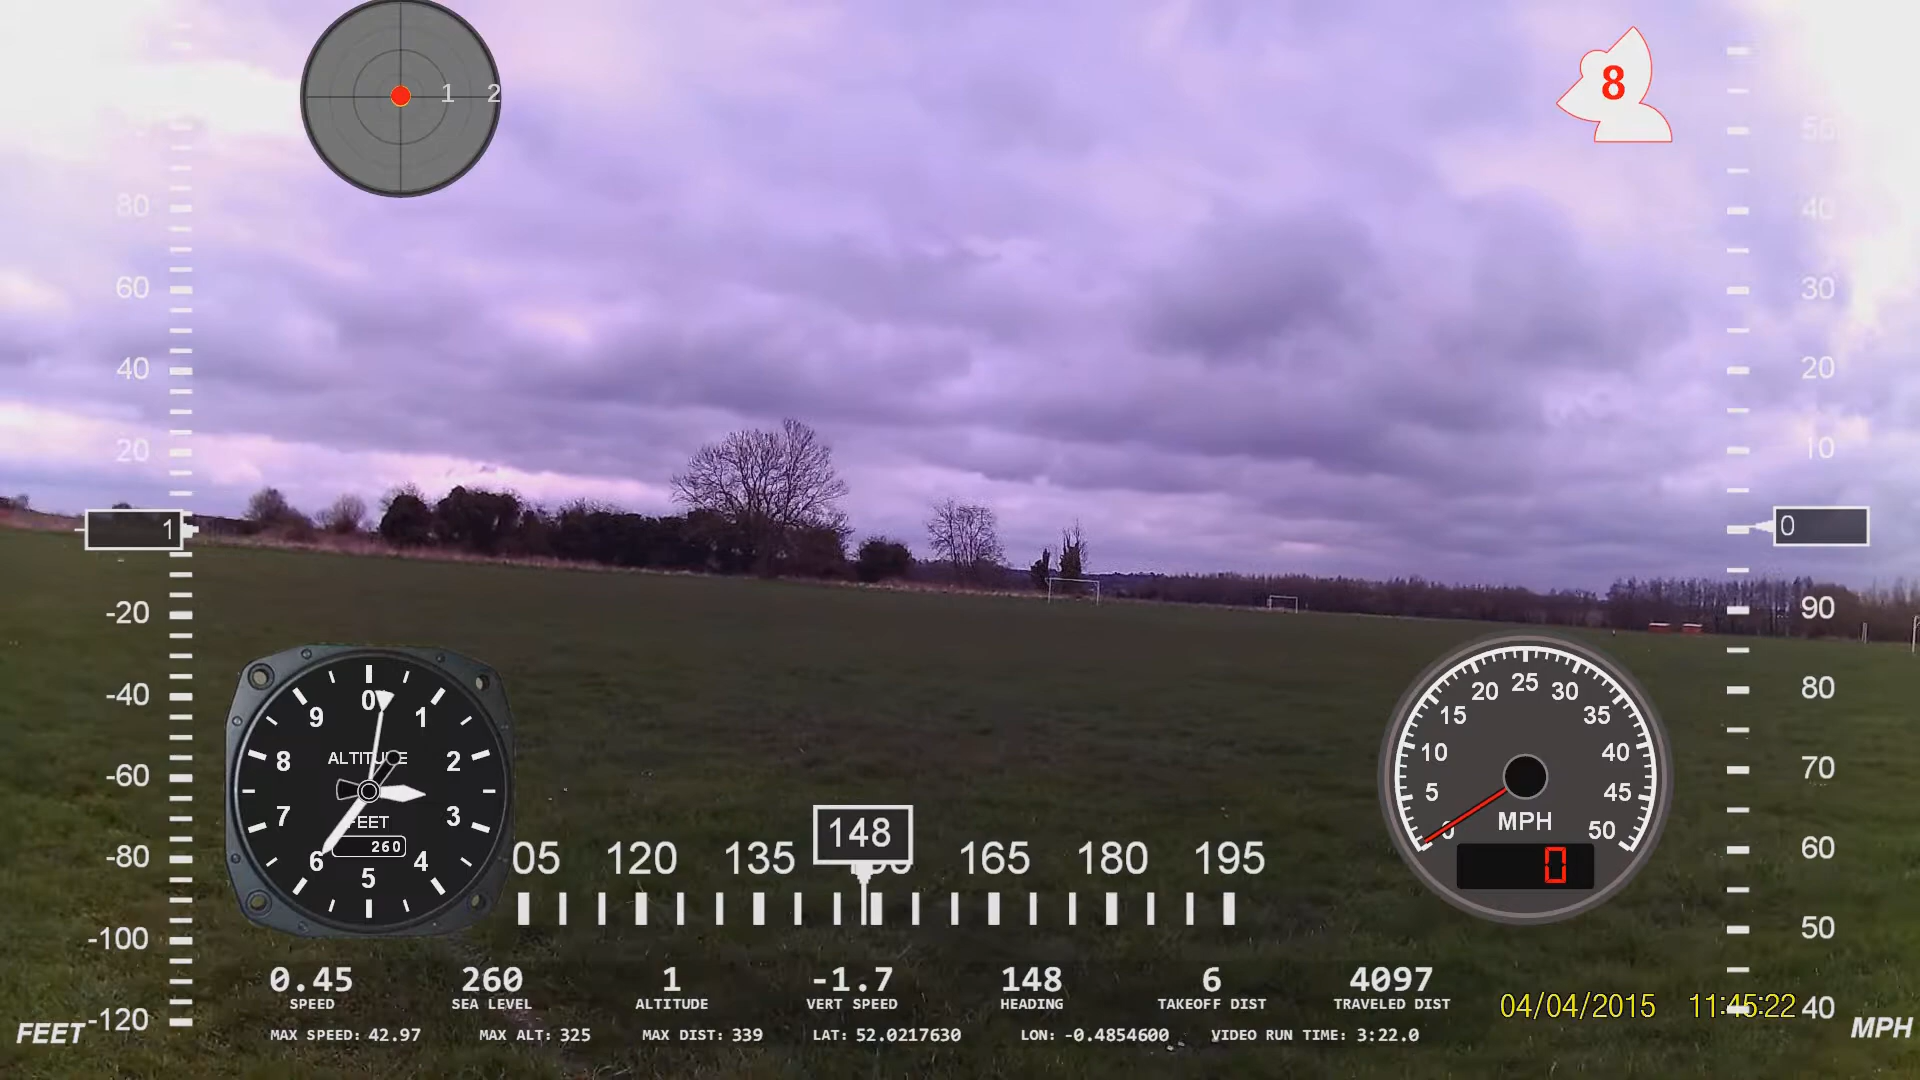 1 2
8
80
60
40
20
1
-20
-40
-60
-80
-100
-120
FEET
50
40
30
20
10
0
90
80
70
60
50
40
MPH
0 1 2 3 4 5 6 7 8 9
ALTITUDE
FEET
260
148
05 120 135 165 180 195
0 5 10 15 20 25 30 35 40 45 50
MPH
0
0.45 260 1 -1.7 148 6 4097
SPEED SEA LEVEL ALTITUDE VERT SPEED HEADING TAKEOFF DIST TRAVELED DIST
04/04/2015 11:45:22
MAX SPEED: 42.97 MAX ALT: 325 MAX DIST: 339 LAT: 52.0217630 LON: -0.4854600 VIDEO RUN TIME: 3:22.0